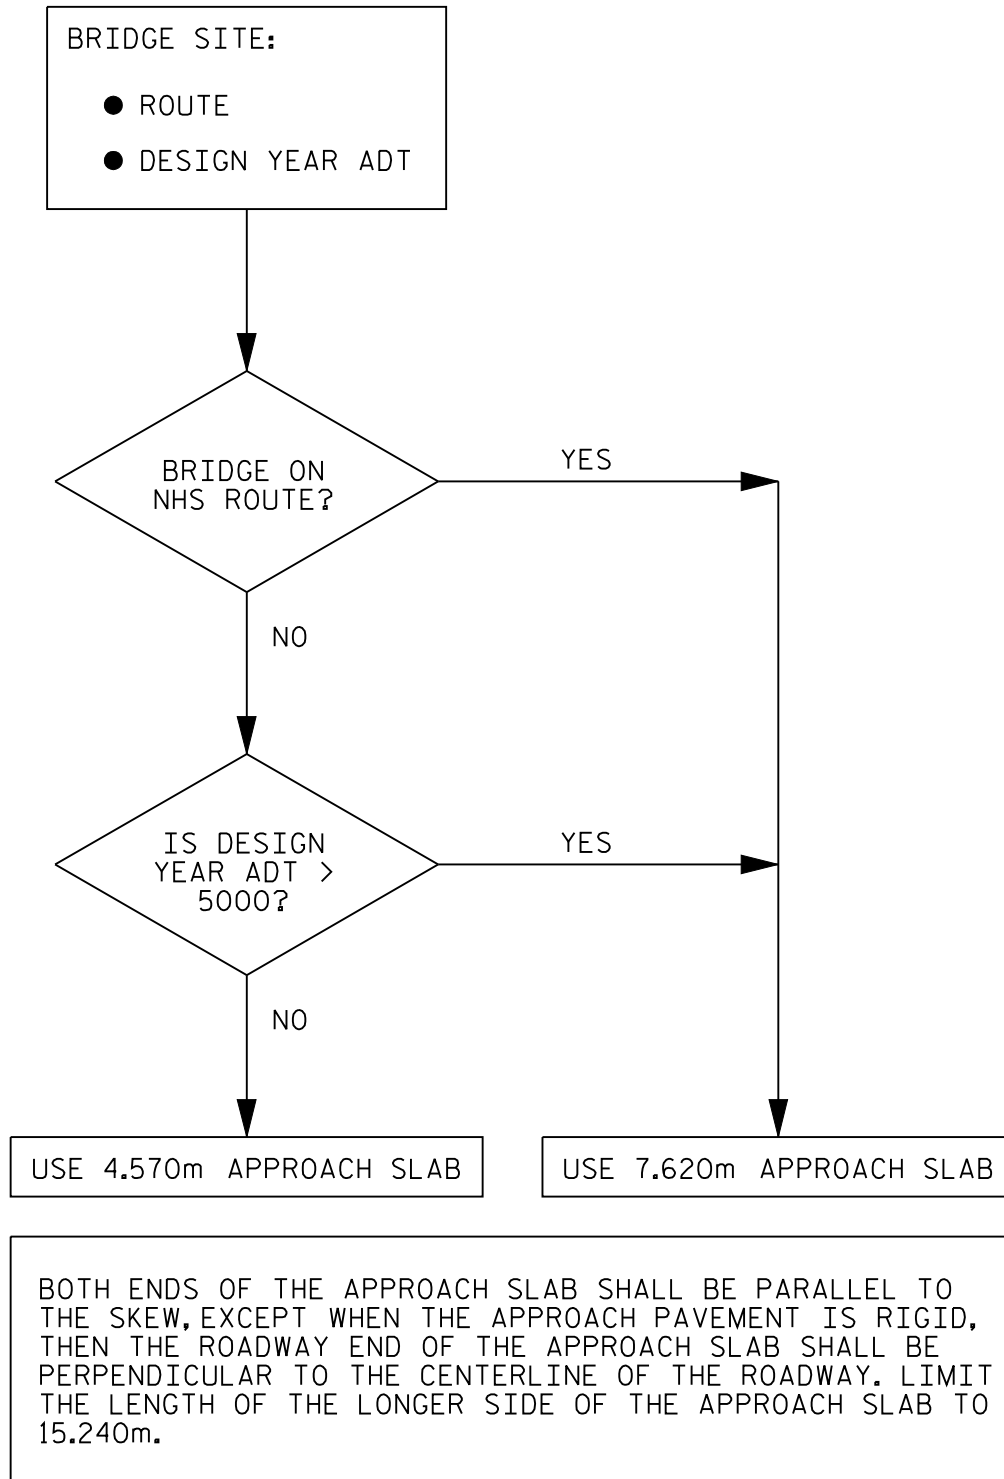 BRIDGE SITE:
● ROUTE
● DESIGN YEAR ADT
BRIDGE ON
NHS ROUTE?
YES
NO
IS DESIGN
YEAR ADT >
5000?
YES
NO
USE 4.570m APPROACH SLAB
USE 7.620m APPROACH SLAB
BOTH ENDS OF THE APPROACH SLAB SHALL BE PARALLEL TO
THE SKEW, EXCEPT WHEN THE APPROACH PAVEMENT IS RIGID,
THEN THE ROADWAY END OF THE APPROACH SLAB SHALL BE
PERPENDICULAR TO THE CENTERLINE OF THE ROADWAY. LIMIT
THE LENGTH OF THE LONGER SIDE OF THE APPROACH SLAB TO
15.240m.